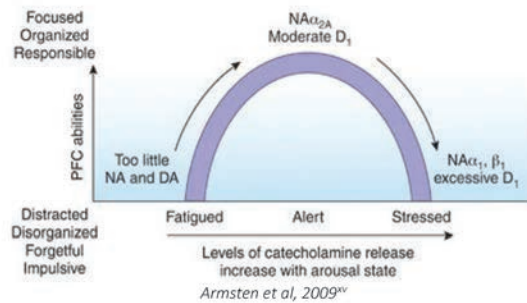 Focused
Organized
Responsible
NAα2A
Moderate D1
PFC abilities
Too little
NA and DA
NAα1, β1
excessive D1
Distracted
Disorganized
Forgetful
Impulsive
Fatigued
Alert
Stressed
Levels of catecholamine release
increase with arousal state
Armsten et al, 2009xv